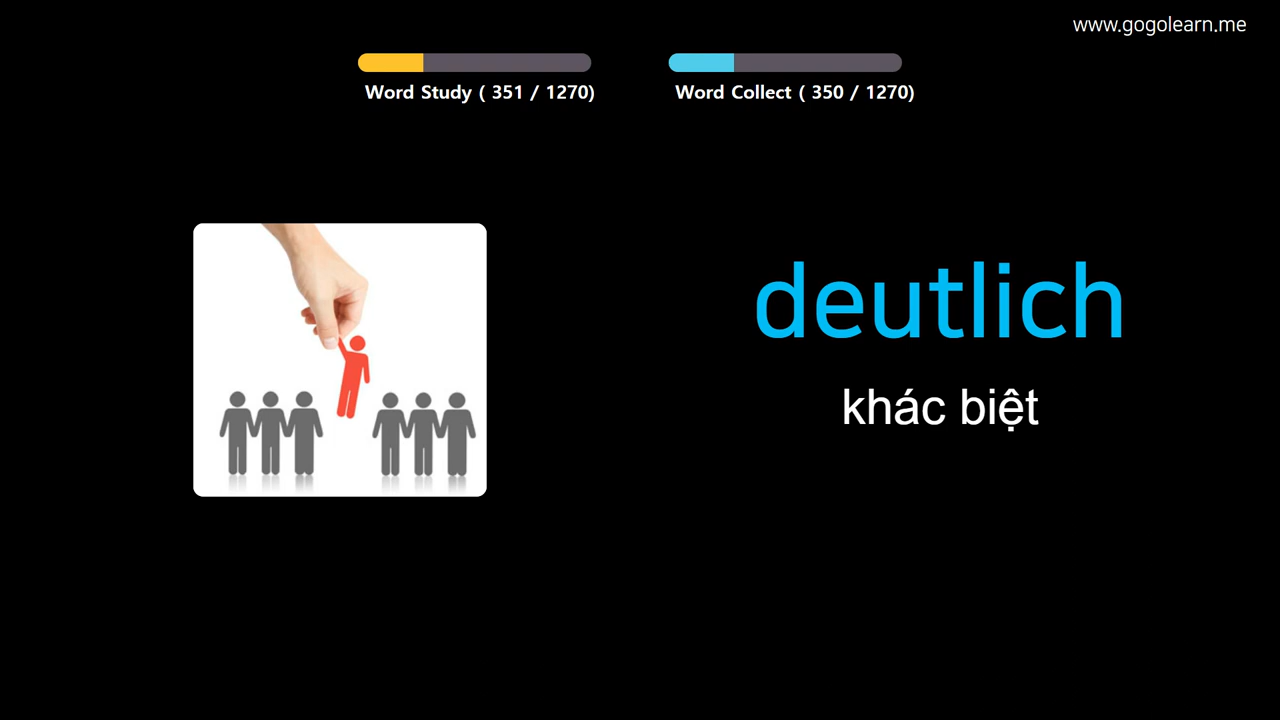 www.gogolearn.me
Word Study ( 351 / 1270)
Word Collect ( 350 / 1270)
deutlich
khác biệt